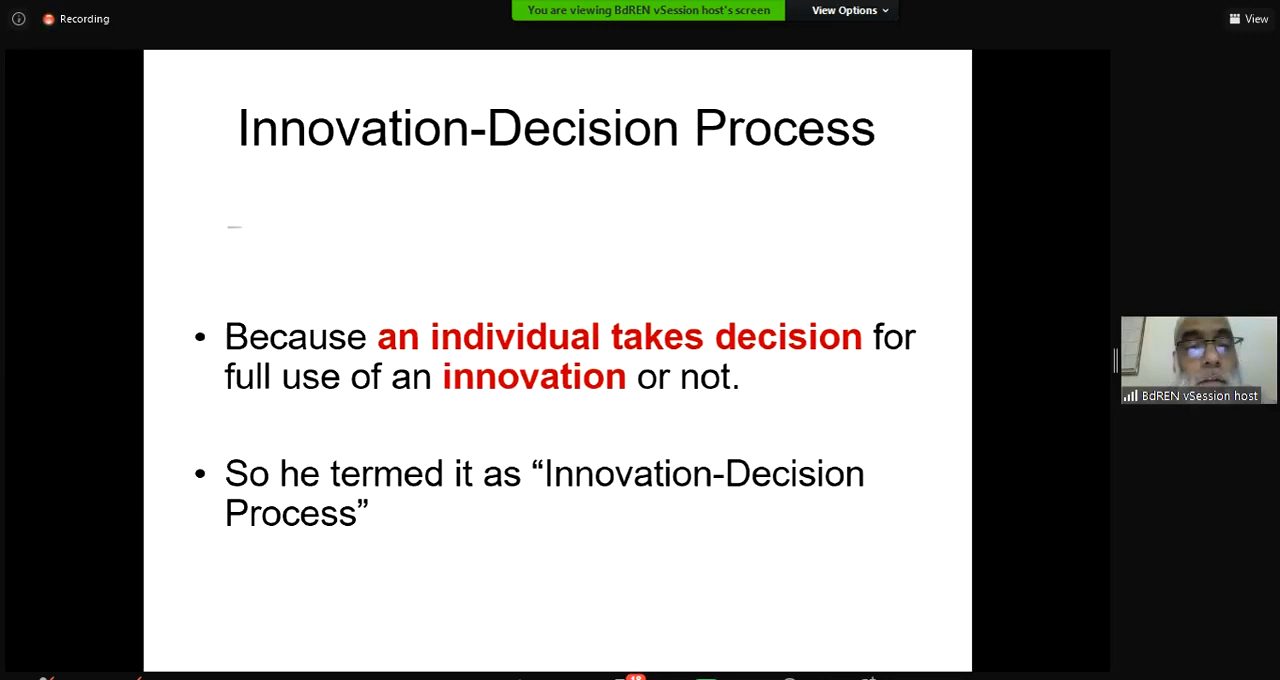 Recording
You are viewing BdREN vSession host's screen
View Options
View
Innovation-Decision Process
• Because an individual takes decision for
full use of an innovation or not.
• So he termed it as “Innovation-Decision
Process”
BdREN vSession host
18